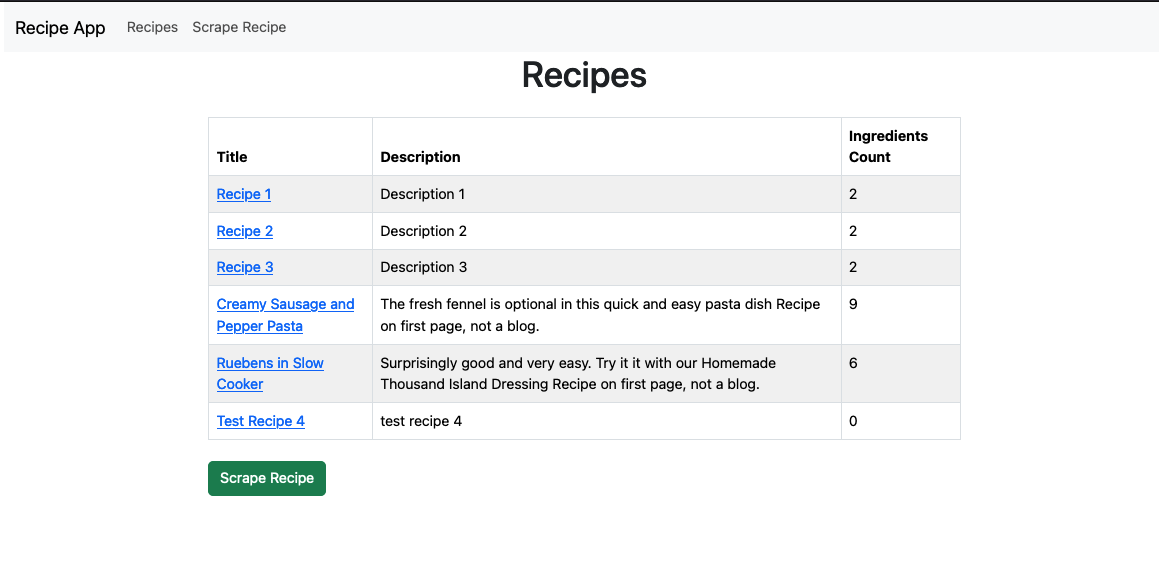 Recipe App Recipes Scrape Recipe
Recipes
Title Description Ingredients Count
Recipe 1 Description 1 2
Recipe 2 Description 2 2
Recipe 3 Description 3 2
Creamy Sausage and Pepper Pasta The fresh fennel is optional in this quick and easy pasta dish Recipe on first page, not a blog. 9
Ruebens in Slow Cooker Surprisingly good and very easy. Try it it with our Homemade Thousand Island Dressing Recipe on first page, not a blog. 6
Test Recipe 4 test recipe 4 0
Scrape Recipe